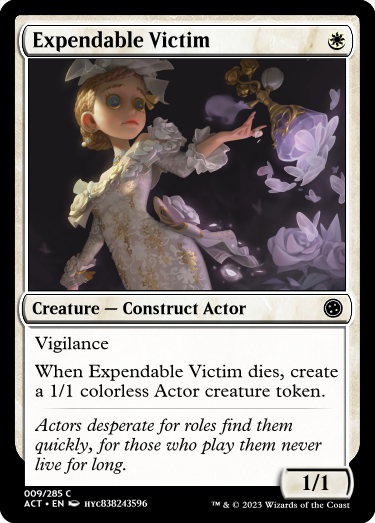 Expendable Victim
Creature — Construct Actor
Vigilance
When Expendable Victim dies, create
a 1/1 colorless Actor creature token.
Actors desperate for roles find them
quickly, for those who play them never
live for long.
1/1
009/285 C
ACT • EN HYC838243596
™ & © 2023 Wizards of the Coast